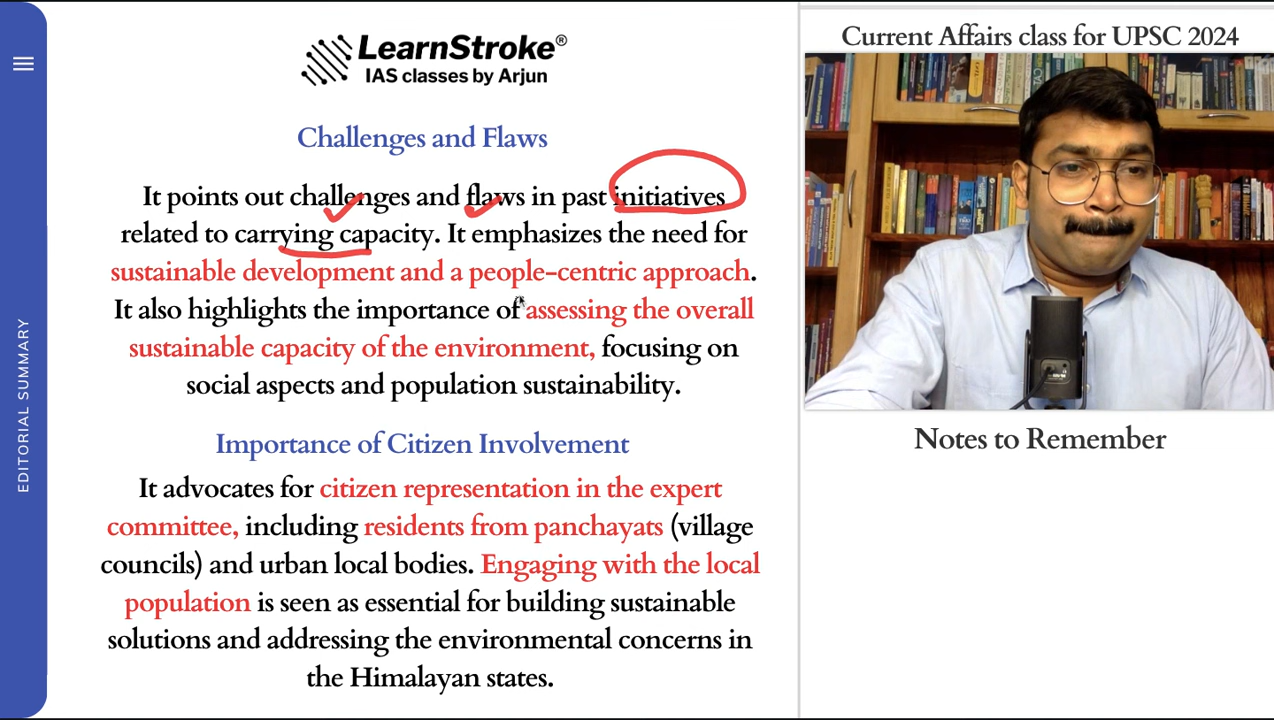 LearnStroke®
IAS classes by Arjun
Challenges and Flaws
It points out challenges and flaws in past initiatives
related to carrying capacity. It emphasizes the need for
sustainable development and a people-centric approach.
It also highlights the importance of assessing the overall
sustainable capacity of the environment, focusing on
social aspects and population sustainability.
Importance of Citizen Involvement
It advocates for citizen representation in the expert
committee, including residents from panchayats (village
councils) and urban local bodies. Engaging with the local
population is seen as essential for building sustainable
solutions and addressing the environmental concerns in
the Himalayan states.
EDITORIAL SUMMARY
Current Affairs class for UPSC 2024
Notes to Remember